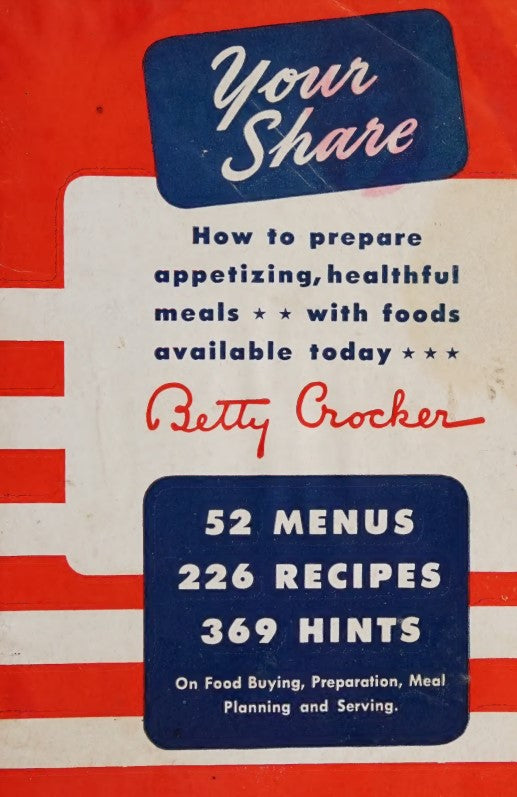 Your
Share
How to prepare
appetizing, healthful
meals ★ ★ with foods
available today ★ ★ ★
Betty Crocker
52 MENUS
226 RECIPES
369 HINTS
On Food Buying, Preparation, Meal
Planning and Serving.